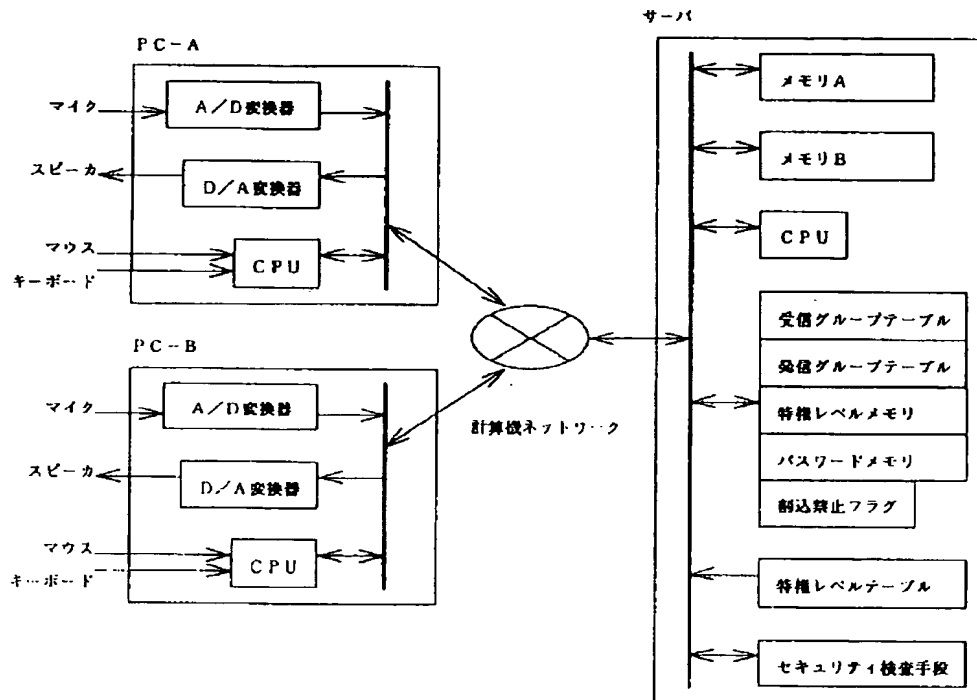 PC-A
マイク
A/D変換器
スピーカ
D/A変換器
マウス
キーボード
CPU
PC-B
マイク
A/D変換器
スピーカ
D/A変換器
マウス
キーボード
CPU
計算機ネットワーク
サーバ
メモリA
メモリB
CPU
受信グループテーブル
発信グループテーブル
特権レベルメモリ
パスワードメモリ
割込禁止フラグ
特権レベルテーブル
セキュリティ検査手段